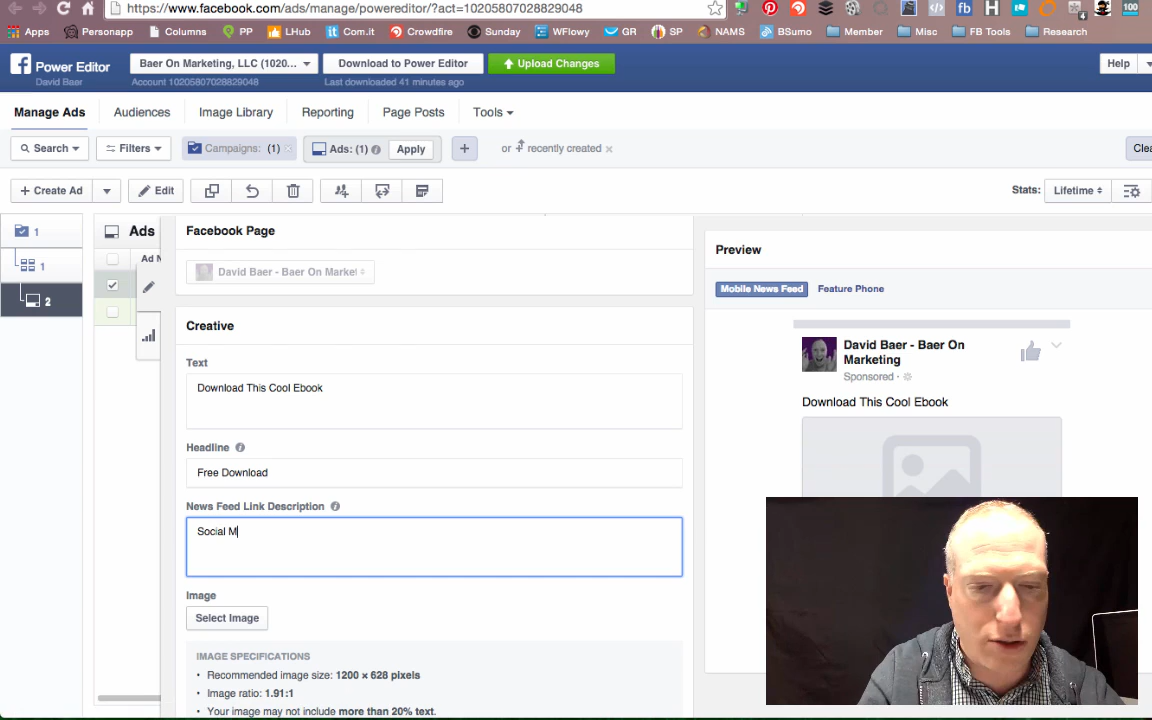 https://www.facebook.com/ads/manage/powereditor/?act=10205807028829048
Apps Personapp Columns PP LHub Com.it Crowdfire Sunday WFlowy GR SP NAMS BSumo Member Misc FB Tools Research
4
100
Power Editor
David Baer
Baer On Marketing, LLC (1020...
Account 10205807028829048
Download to Power Editor
Last downloaded 41 minutes ago
Upload Changes
Help
Manage Ads Audiences Image Library Reporting Page Posts Tools
Search Filters Campaigns: (1) Ads: (1) Apply + or recently created Clea
+ Create Ad Edit Stats: Lifetime
1
1
2
Ads
Ad N
Facebook Page
David Baer - Baer On Market
Creative
Text
Download This Cool Ebook
Headline
Free Download
News Feed Link Description
Social M
Image
Select Image
IMAGE SPECIFICATIONS
• Recommended image size: 1200 × 628 pixels
• Image ratio: 1.91:1
• Your image may not include more than 20% text.
Preview
Mobile News Feed Feature Phone
David Baer - Baer On
Marketing
Sponsored ·
Download This Cool Ebook